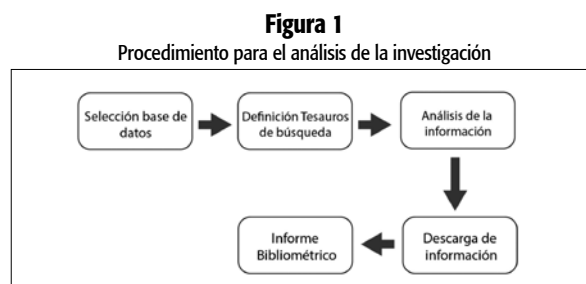 Figura 1
Procedimiento para el análisis de la investigación
Selección base de
datos
Definición Tesauros
de búsqueda
Análisis de la
información
Descarga de
información
Informe
Bibliométrico